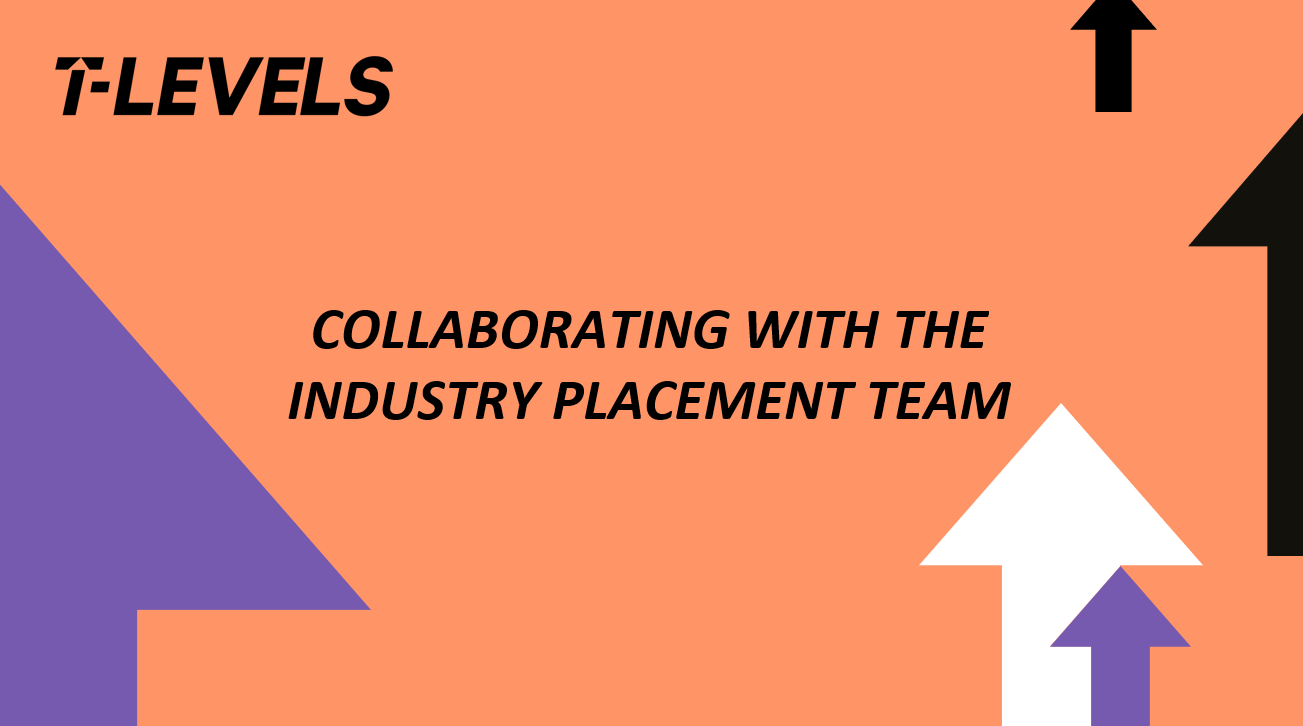 T-LEVELS
COLLABORATING WITH THE
INDUSTRY PLACEMENT TEAM